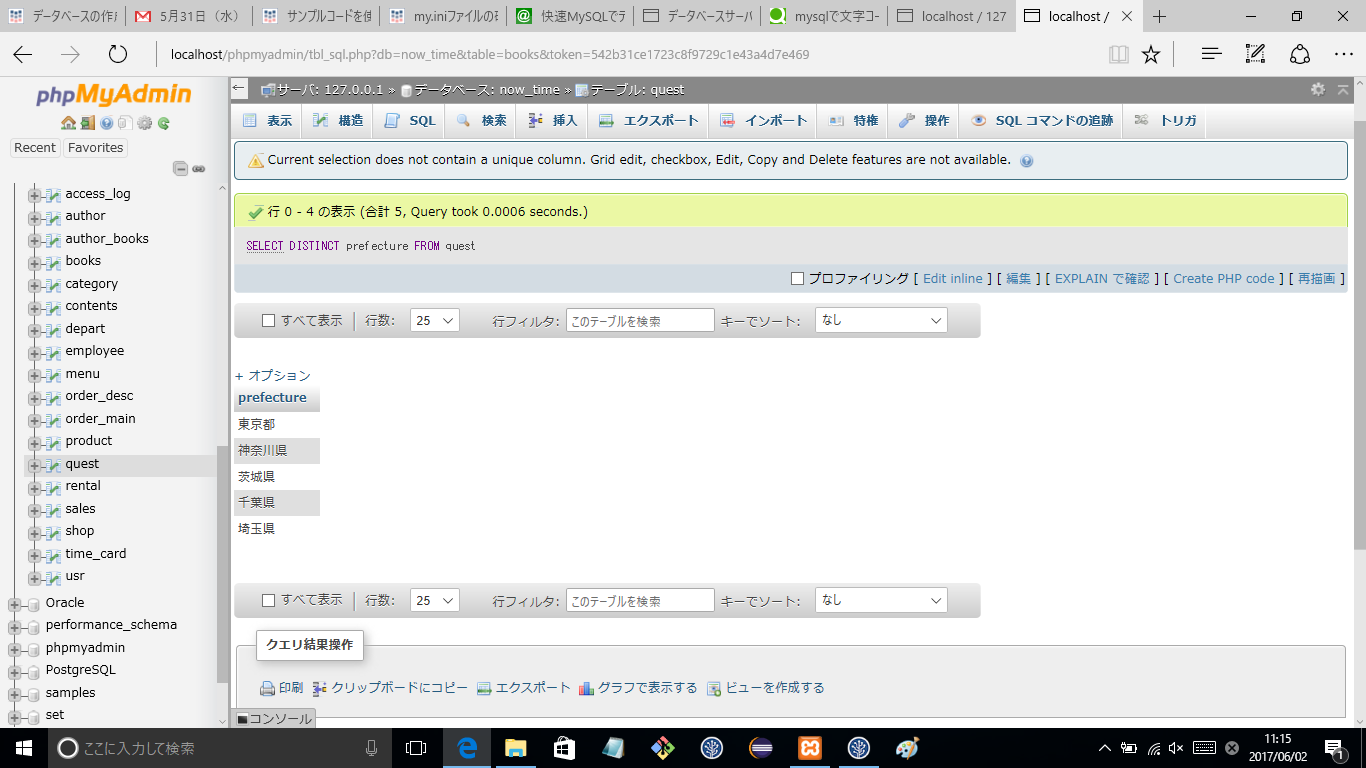 データベースの作成
5月31日（水）
サンプルコードを使
my.iniファイルの
快速MySQLでデ
データベースサーバ
mysqlで文字コー
localhost / 127
localhost /
localhost/phpmyadmin/tbl_sql.php?db=now_time&table=books&token=542b31ce1723c8f9729c1e43a4d7e469
phpMyAdmin
Recent Favorites
access_log
author
author_books
books
category
contents
depart
employee
menu
order_desc
order_main
product
quest
rental
sales
shop
time_card
usr
Oracle
performance_schema
phpmyadmin
PostgreSQL
samples
set
サーバ: 127.0.0.1 » データベース: now_time » テーブル: quest
表示 構造 SQL 検索 挿入 エクスポート インポート 特権 操作 SQL コマンドの追跡 トリガ
Current selection does not contain a unique column. Grid edit, checkbox, Edit, Copy and Delete features are not available.
行 0 - 4 の表示 (合計 5, Query took 0.0006 seconds.)
SELECT DISTINCT prefecture FROM quest
プロファイリング [ Edit inline ] [ 編集 ] [ EXPLAIN で確認 ] [ Create PHP code ] [ 再描画 ]
すべて表示 行数: 25 行フィルタ: このテーブルを検索 キーでソート: なし
+ オプション
prefecture
東京都
神奈川県
茨城県
千葉県
埼玉県
すべて表示 行数: 25 行フィルタ: このテーブルを検索 キーでソート: なし
クエリ結果操作
印刷 クリップボードにコピー エクスポート グラフで表示する ビューを作成する
コンソール
ここに入力して検索
11:15
2017/06/02
1